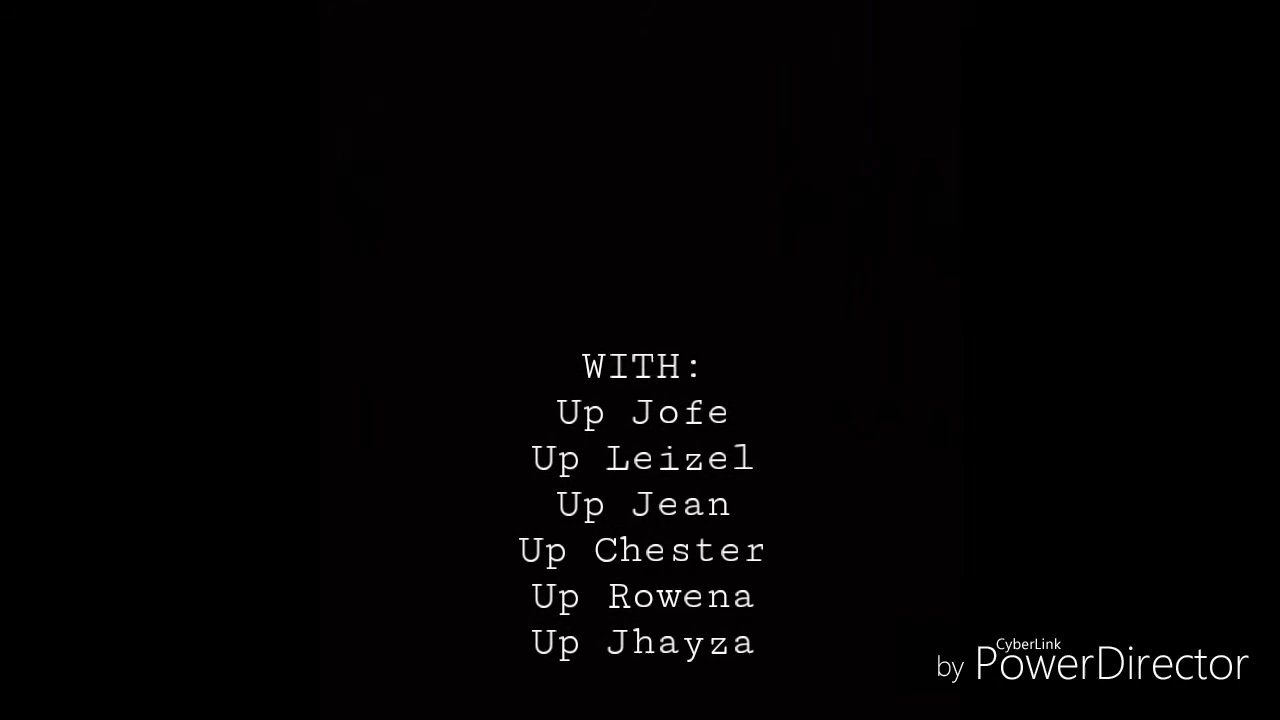 WITH:
Up Jofe
Up Leizel
Up Jean
Up Chester
Up Rowena
Up Jhayza
CyberLink
by PowerDirector